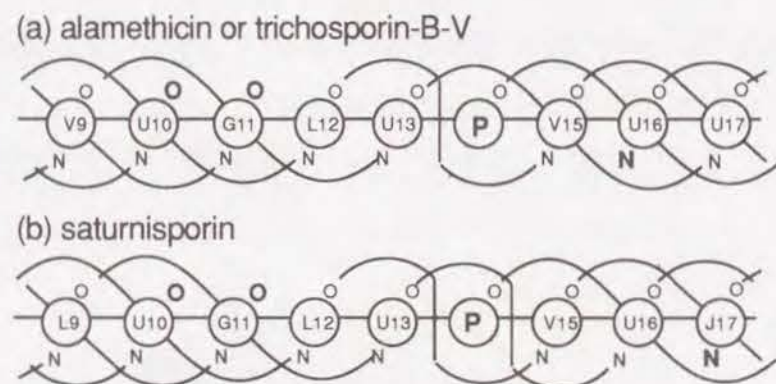 (a) alamethicin or trichosporin-B-V
O O O O O O O O O
V9 U10 G11 L12 U13 P V15 U16 U17
N N N N N N N N
(b) saturnisporin
O O O O O O O O O
L9 U10 G11 L12 U13 P V15 U16 J17
N N N N N N N N